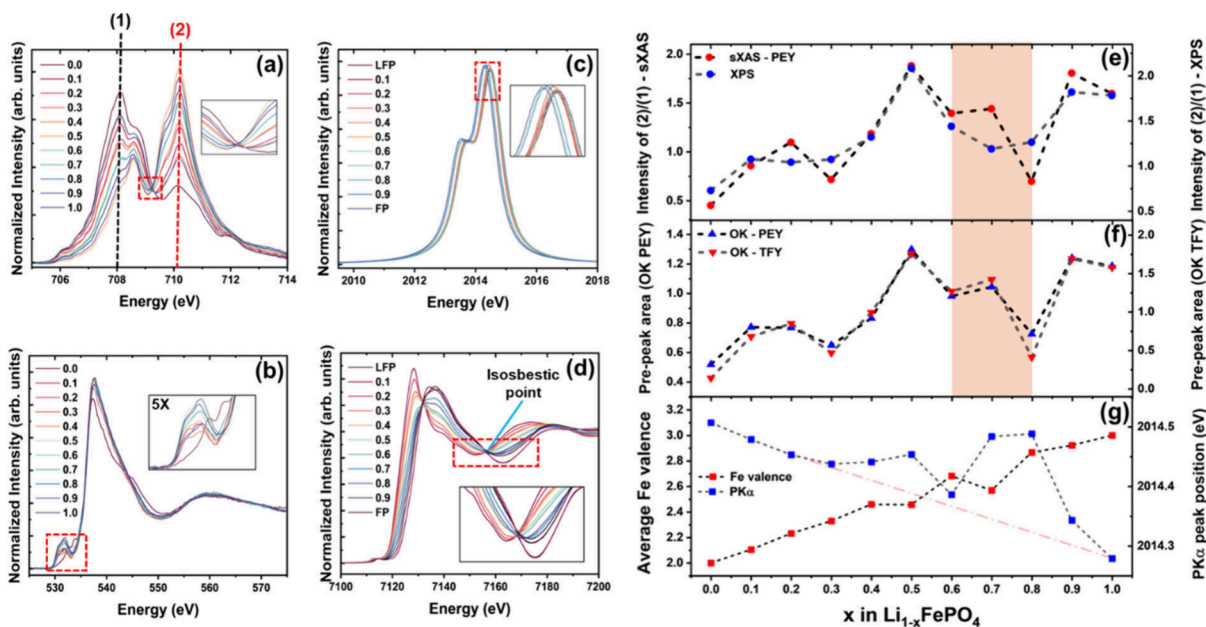 (1)
(2)
(a)
0.0
0.1
0.2
0.3
0.4
0.5
0.6
0.7
0.8
0.9
1.0
Normalized Intensity (arb. units)
706
708
710
712
714
Energy (eV)
(c)
LFP
0.1
0.2
0.3
0.4
0.5
0.6
0.7
0.8
0.9
FP
Normalized Intensity (arb. units)
2010
2012
2014
2016
2018
Energy (eV)
(b)
5X
0.0
0.1
0.2
0.3
0.4
0.5
0.6
0.7
0.8
0.9
1.0
Normalized Intensity (arb. units)
530
540
550
560
570
Energy (eV)
(d)
Isosbestic
point
LFP
0.1
0.2
0.3
0.4
0.5
0.6
0.7
0.8
0.9
FP
Normalized Intensity (arb. units)
7100
7120
7140
7160
7180
7200
Energy (eV)
(e)
sXAS - PEY
XPS
Intensity of (2)/(1) - sXAS
2.0
1.5
1.0
0.5
2.0
1.5
1.0
0.5
Intensity of (2)/(1) - XPS
(f)
OK - PEY
OK - TFY
Pre-peak area (OK PEY)
1.4
1.2
1.0
0.8
0.6
0.4
2.0
1.5
1.0
0.5
0.0
Pre-peak area (OK TFY)
(g)
Fe valence
PKα
Average Fe valence
3.2
3.0
2.8
2.6
2.4
2.2
2.0
2014.5
2014.4
2014.3
PKα peak position (eV)
0.0
0.1
0.2
0.3
0.4
0.5
0.6
0.7
0.8
0.9
1.0
x in Li₁₋ₓFePO₄